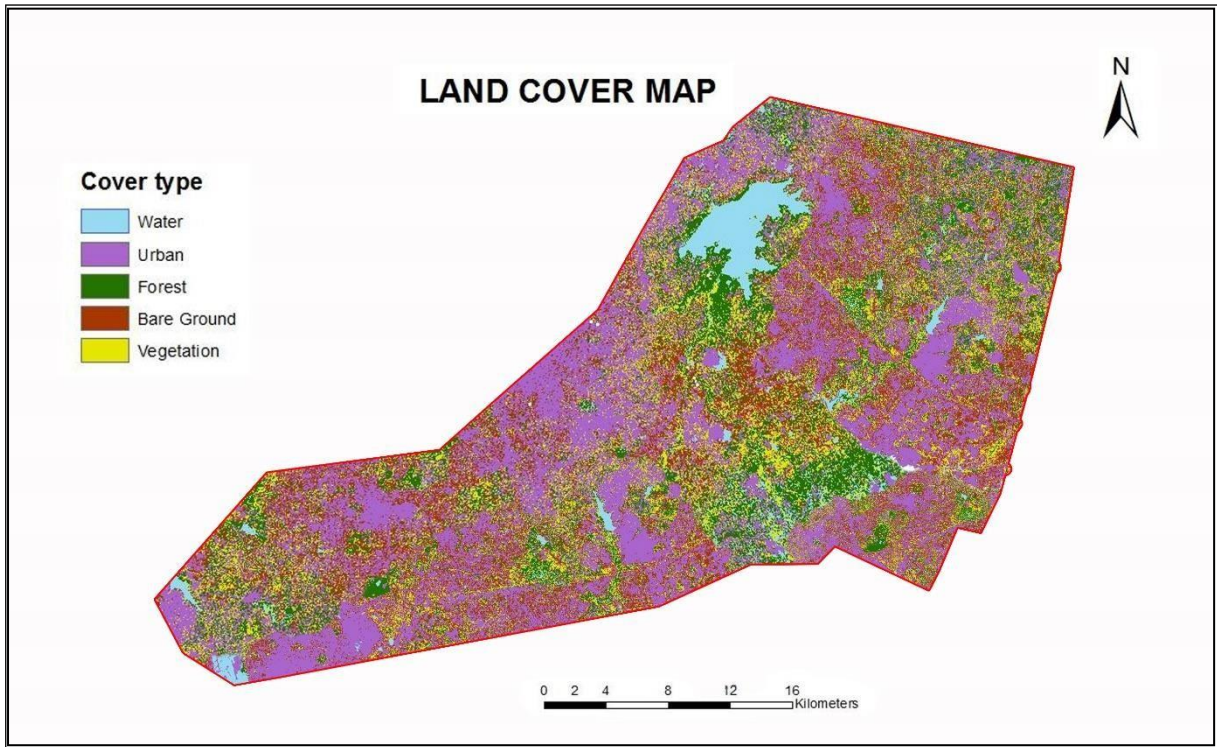 LAND COVER MAP
N
Cover type
Water
Urban
Forest
Bare Ground
Vegetation
0 2 4 8 12 16
Kilometers